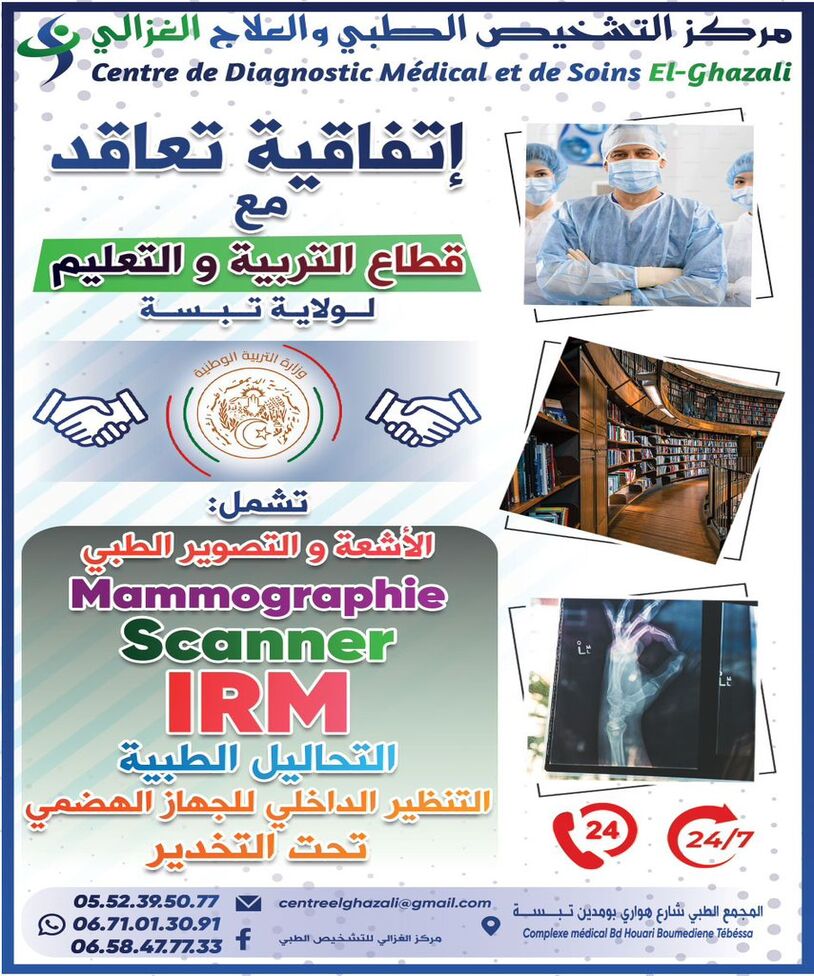 مركز التشخيص الطبي والعلاج الغزالي
Centre de Diagnostic Médical et de Soins El-Ghazali
إتفاقية تعاقد
مع
قطاع التربية و التعليم
لـولاية تـبـسـة
وزارة التربية الوطنية
تشمل:
الأشعة و التصوير الطبي
Mammographie
Scanner
IRM
التحاليل الطبية
التنظير الداخلي للجهاز الهضمي
تحت التخدير
24
24/7
05.52.39.50.77
06.71.01.30.91
06.58.47.77.33
centreelghazali@gmail.com
مركز الغزالي للتشخيص الطبي
المجمع الطبي شارع هواري بومدين تـبـسـة
Complexe médical Bd Houari Boumediene Tébéssa